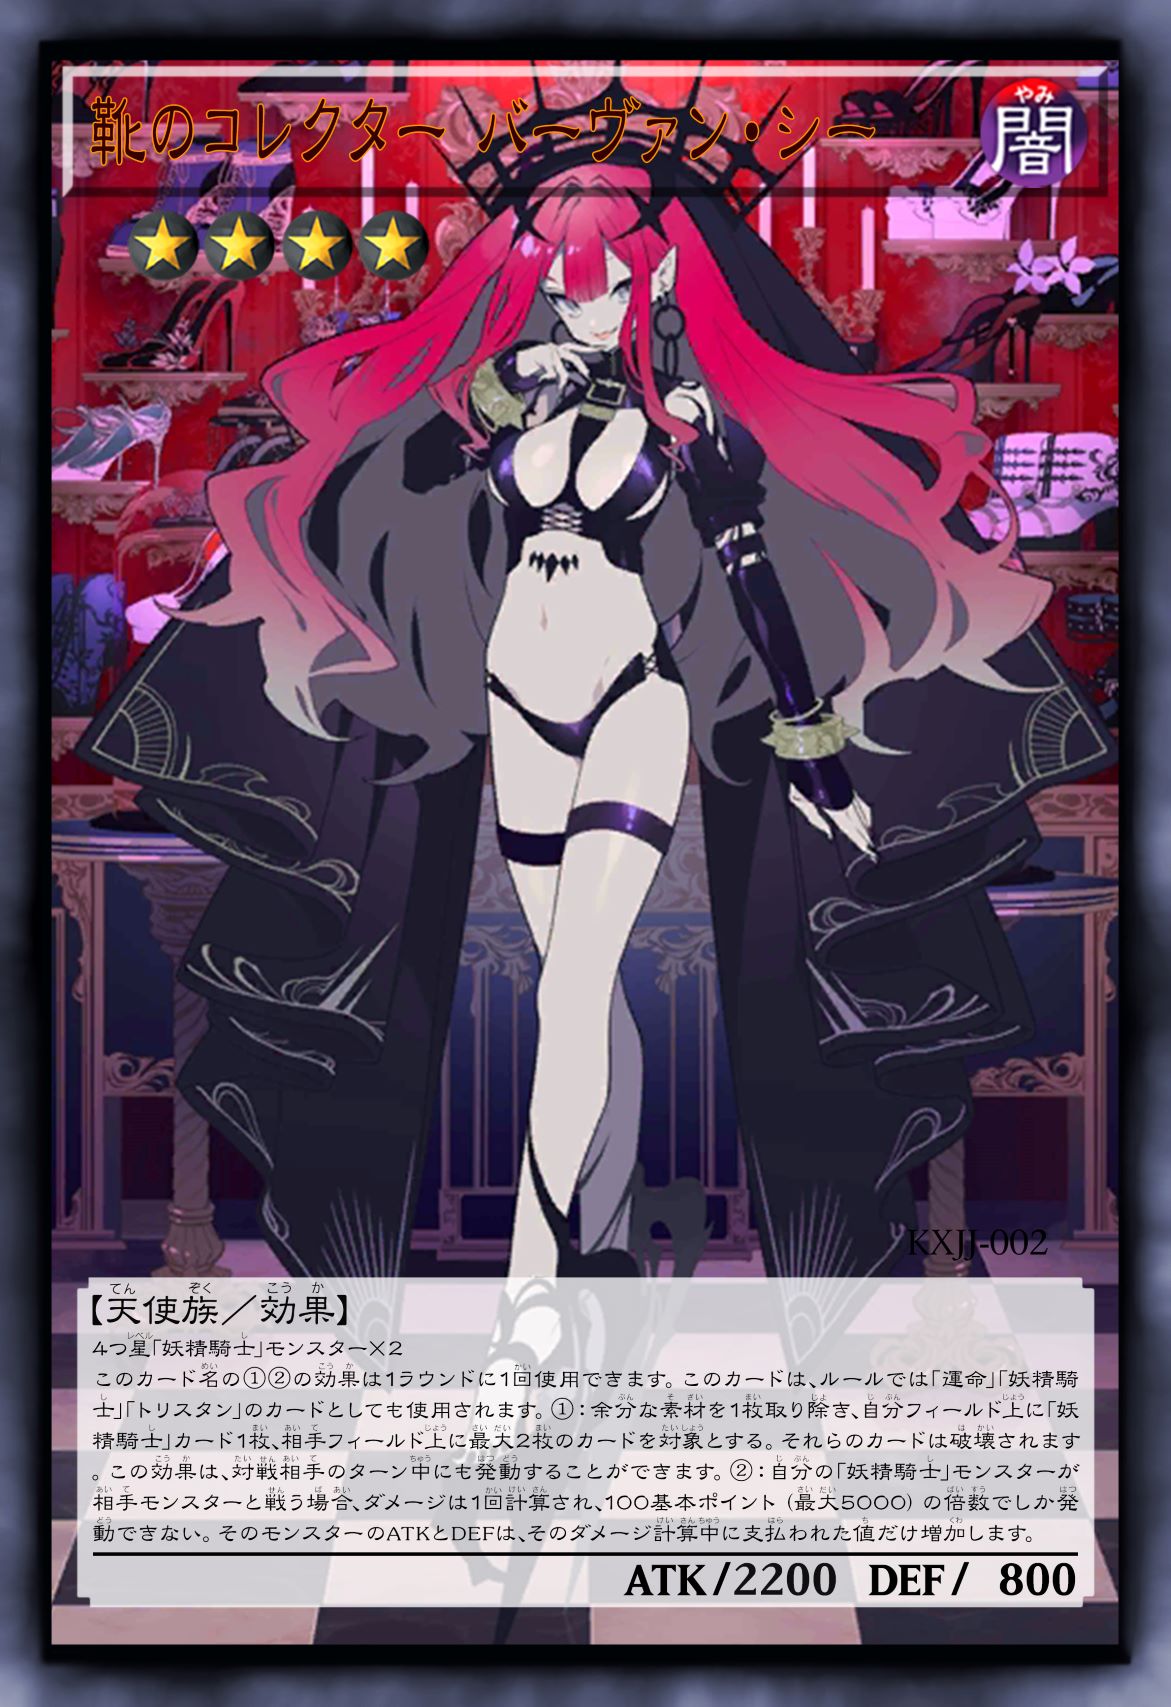 靴のコレクター バーヴァン・シー
やみ
闇
KXJJ-002
【天使族／効果】
4つ星「妖精騎士」モンスター×2
このカード名の①②の効果は1ラウンドに1回使用できます。このカードは、ルールでは「運命」「妖精騎
士」「トリスタン」のカードとしても使用されます。①：余分な素材を1枚取り除き、自分フィールド上に「妖
精騎士」カード1枚、相手フィールド上に最大2枚のカードを対象とする。それらのカードは破壊されます
。この効果は、対戦相手のターン中にも発動することができます。②：自分の「妖精騎士」モンスターが
相手モンスターと戦う場合、ダメージは1回計算され、100基本ポイント (最大5000) の倍数でしか発
動できない。そのモンスターのATKとDEFは、そのダメージ計算中に支払われた値だけ増加します。
ATK/2200 DEF/ 800